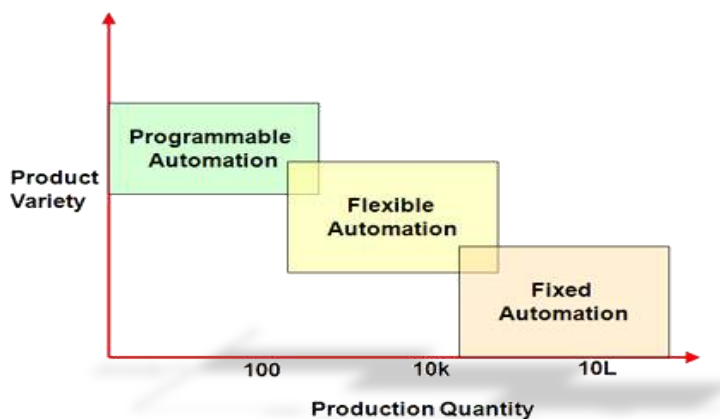 Programmable
Automation
Product
Variety
Flexible
Automation
Fixed
Automation
100
10k
10L
Production Quantity